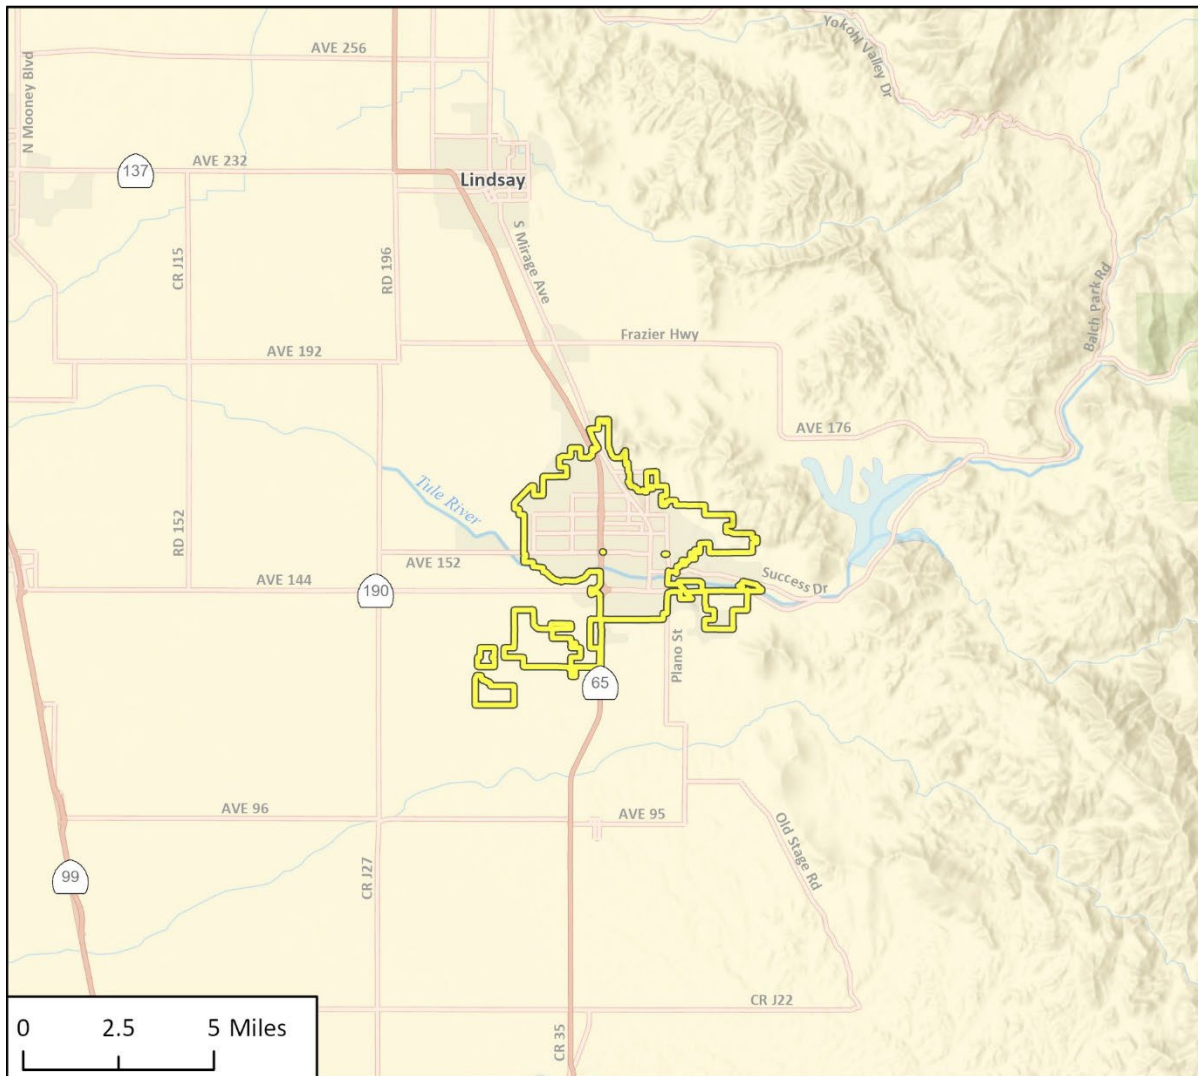 AVE 256
Yokohl Valley Dr
N Mooney Blvd
137
AVE 232
Lindsay
S Mirage Ave
CR J15
RD 196
Balch Park Rd
Frazier Hwy
AVE 192
AVE 176
Tule River
RD 152
AVE 152
Success Dr
AVE 144
190
Plano St
65
AVE 96
AVE 95
Old Stage Rd
99
CR J27
CR J22
CR 35
0 2.5 5 Miles